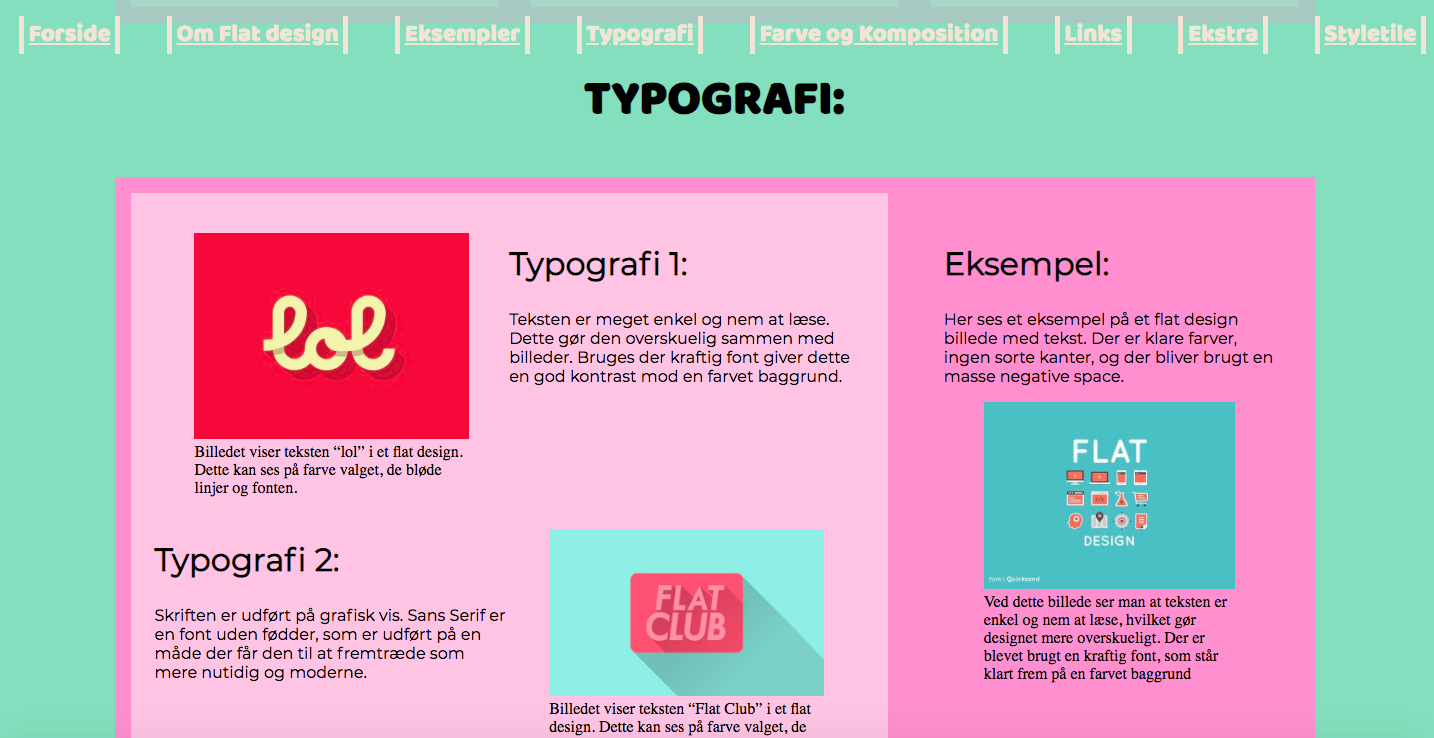 Forside
Om Flat design
Eksempler
Typografi
Farve og Komposition
Links
Ekstra
Styletile
TYPOGRAFI:
lol
Billedet viser teksten “lol” i et flat design.
Dette kan ses på farve valget, de bløde
linjer og fonten.
Typografi 1:
Teksten er meget enkel og nem at læse.
Dette gør den overskuelig sammen med
billeder. Bruges der kraftig font giver dette
en god kontrast mod en farvet baggrund.
Typografi 2:
Skriften er udført på grafisk vis. Sans Serif er
en font uden fødder, som er udført på en
måde der får den til at fremtræde som
mere nutidig og moderne.
FLAT
CLUB
Billedet viser teksten “Flat Club” i et flat
design. Dette kan ses på farve valget, de
Eksempel:
Her ses et eksempel på et flat design
billede med tekst. Der er klare farver,
ingen sorte kanter, og der bliver brugt en
masse negative space.
FLAT
DESIGN
Font : Quicksand
Ved dette billede ser man at teksten er
enkel og nem at læse, hvilket gør
designet mere overskueligt. Der er
blevet brugt en kraftig font, som står
klart frem på en farvet baggrund